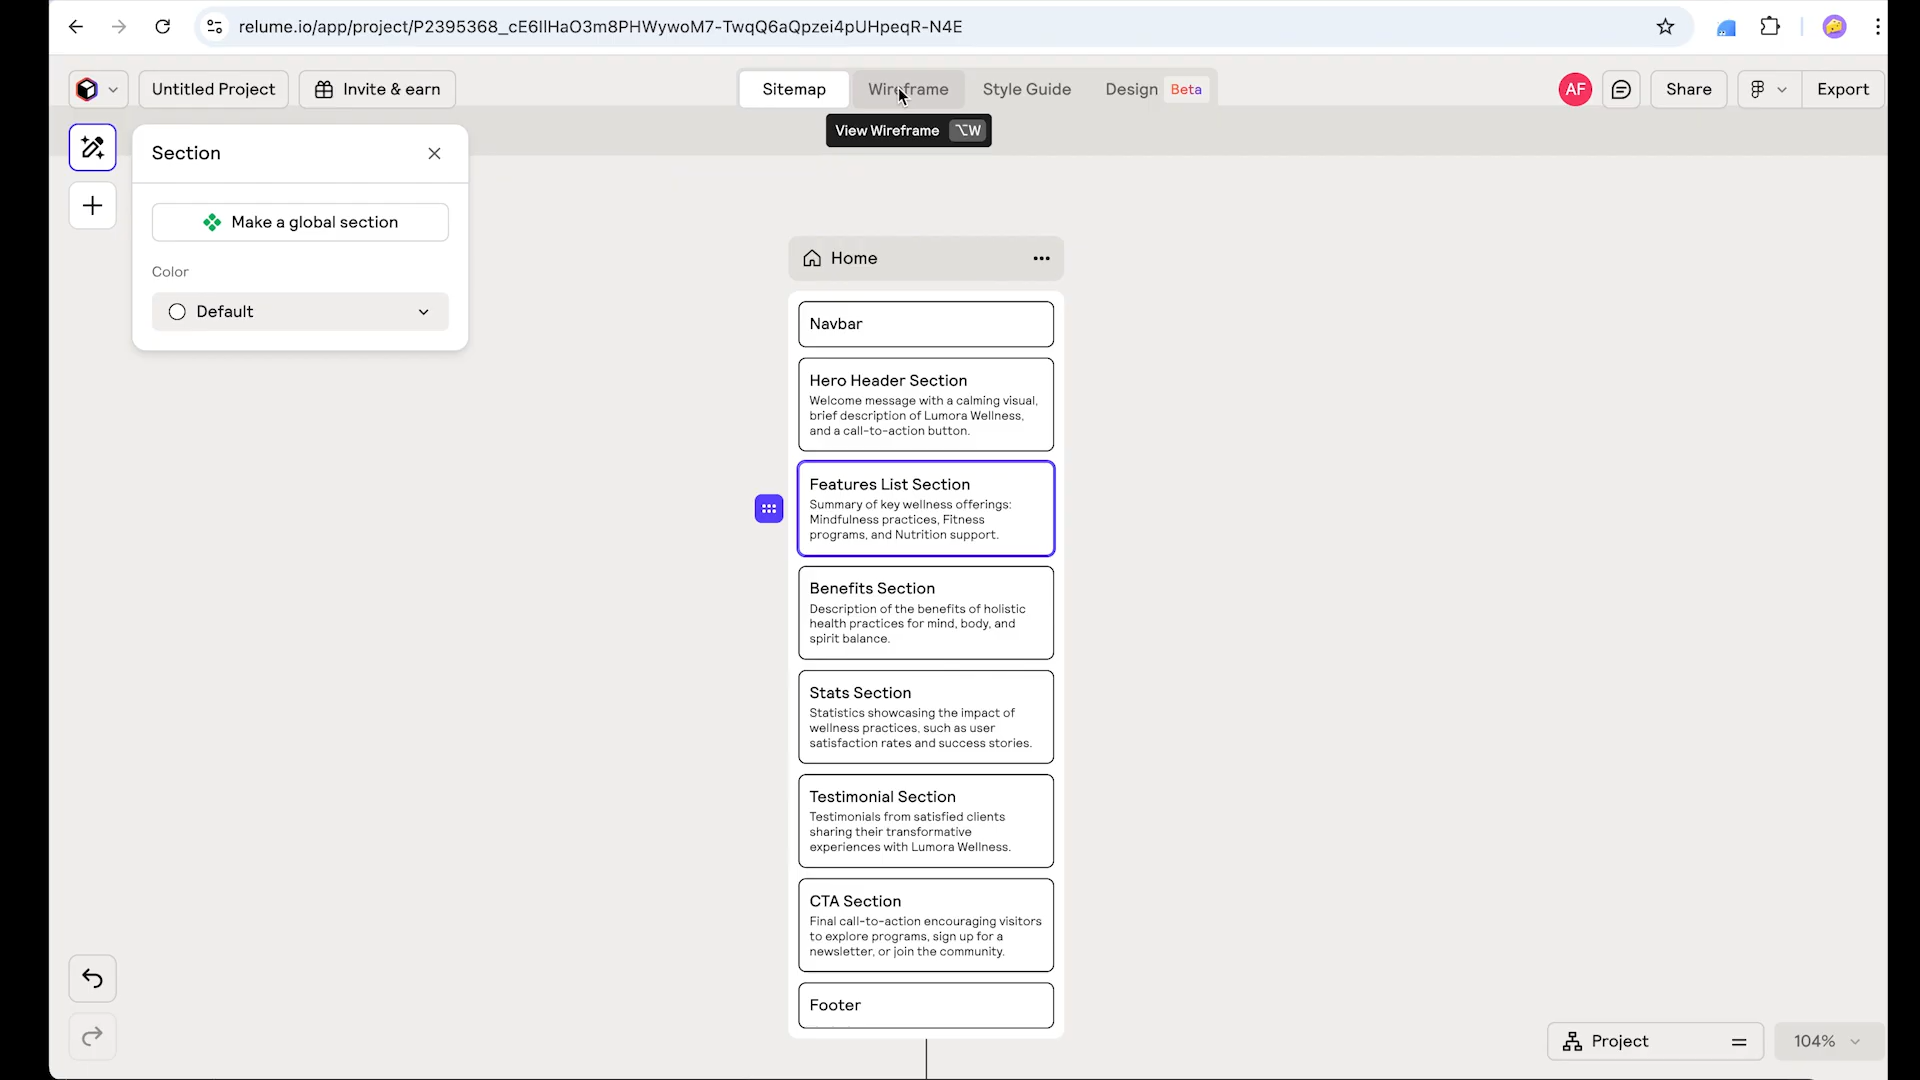 relume.io/app/project/P2395368_cE6lIHaO3m8PHWywoM7-TwqQ6aQpzei4pUHpeqR-N4E
Untitled Project
Invite & earn
Sitemap
Wireframe
Style Guide
Design Beta
AF
Share
Export
View Wireframe ⌥W
Section
Make a global section
Color
Default
Home
Navbar
Hero Header Section
Welcome message with a calming visual,
brief description of Lumora Wellness,
and a call-to-action button.
Features List Section
Summary of key wellness offerings:
Mindfulness practices, Fitness
programs, and Nutrition support.
Benefits Section
Description of the benefits of holistic
health practices for mind, body, and
spirit balance.
Stats Section
Statistics showcasing the impact of
wellness practices, such as user
satisfaction rates and success stories.
Testimonial Section
Testimonials from satisfied clients
sharing their transformative
experiences with Lumora Wellness.
CTA Section
Final call-to-action encouraging visitors
to explore programs, sign up for a
newsletter, or join the community.
Footer
Project
104%